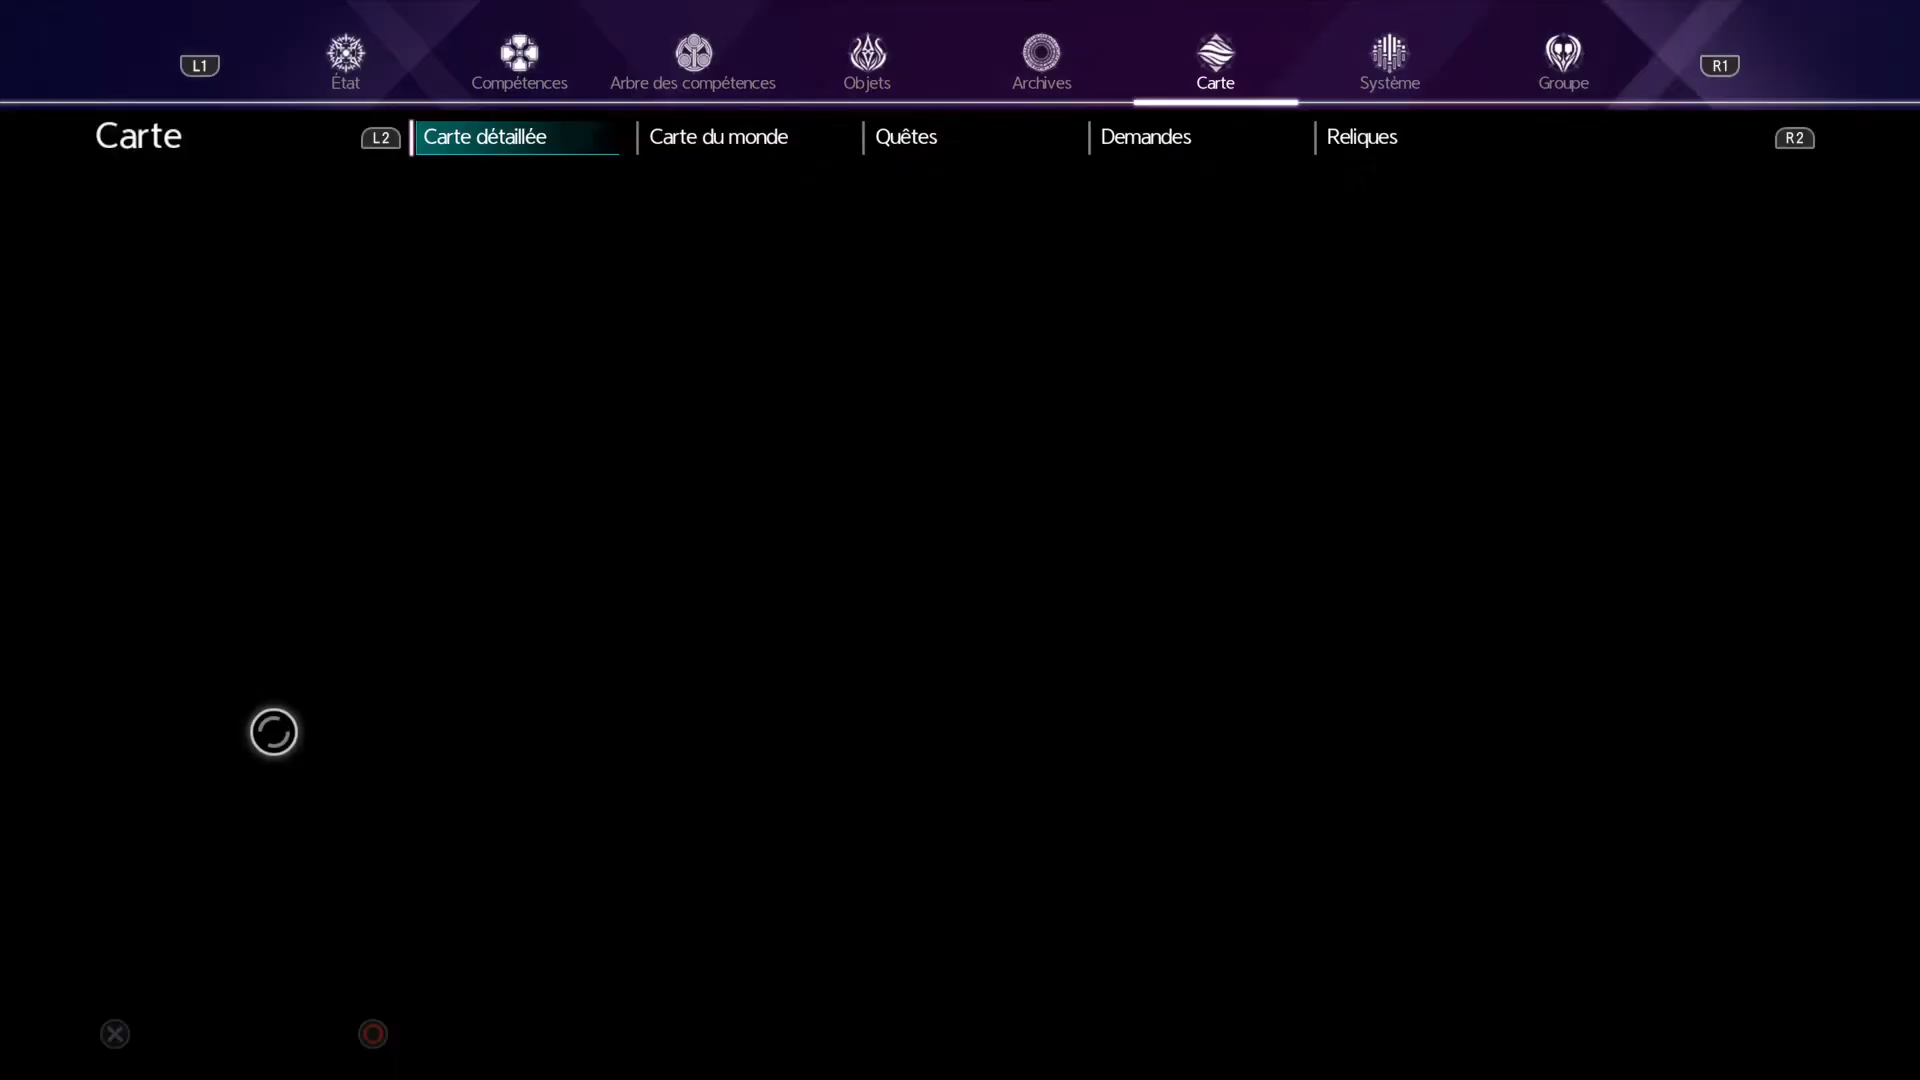 L1 État Compétences Arbre des compétences Objets Archives Carte Système Groupe R1
Carte L2 Carte détaillée Carte du monde Quêtes Demandes Reliques R2